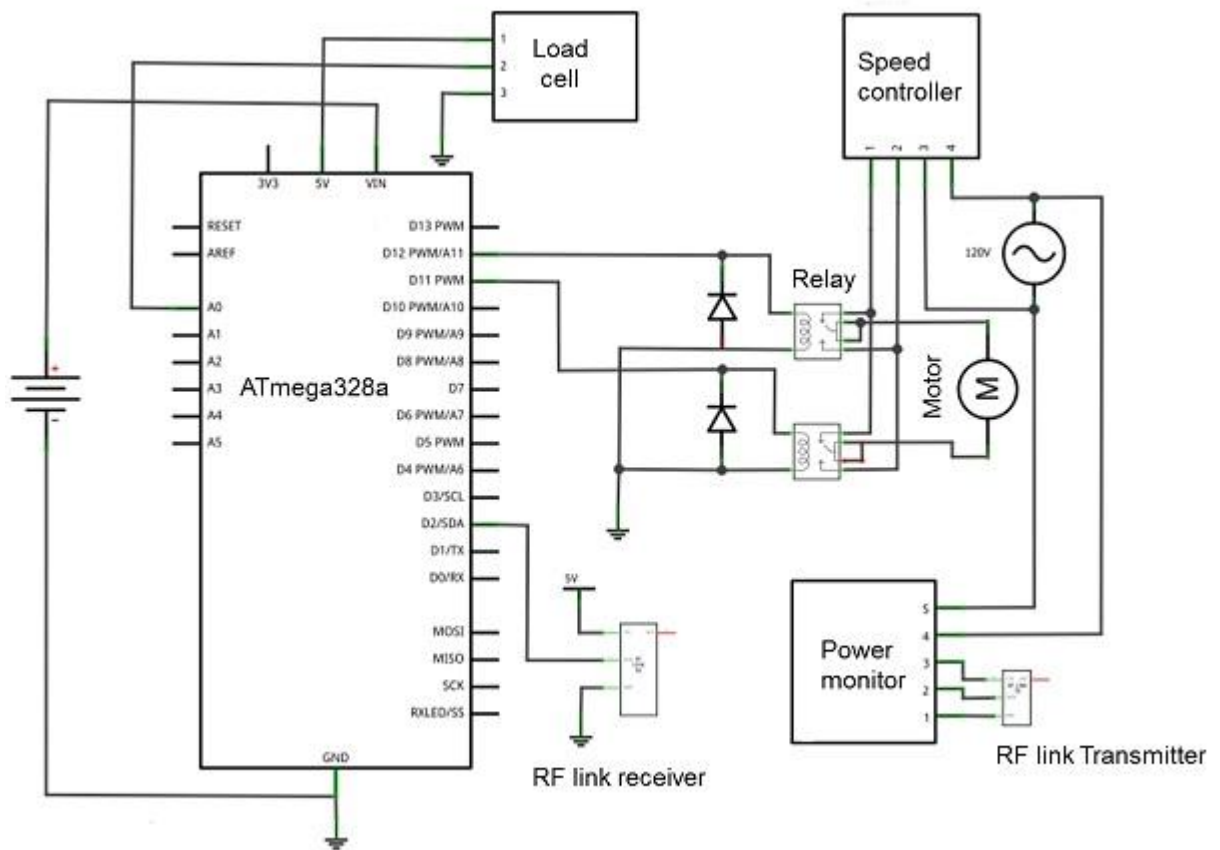 1
2
3
Load
cell
Speed
controller
1
2
3
4
3V3
5V
VIN
RESET
AREF
A0
A1
A2
A3
A4
A5
ATmega328a
D13 PWM
D12 PWM/A11
D11 PWM
D10 PWM/A10
D9 PWM/A9
D8 PWM/A8
D7
D6 PWM/A7
D5 PWM
D4 PWM/A6
D3/SCL
D2/SDA
D1/TX
D0/RX
MOSI
MISO
SCK
RXLED/SS
GND
+
-
120V
Relay
Motor
M
5V
RF link receiver
Power
monitor
5
4
3
2
1
RF link Transmitter